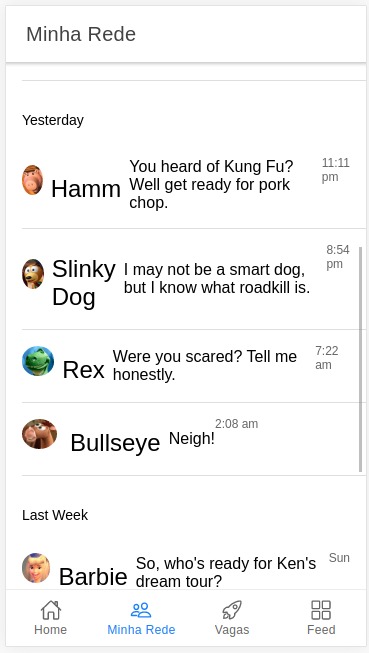 Minha Rede
Yesterday
Hamm
You heard of Kung Fu?
Well get ready for pork
chop.
11:11
pm
Slinky
Dog
I may not be a smart dog,
but I know what roadkill is.
8:54
pm
Rex
Were you scared? Tell me
honestly.
7:22
am
Bullseye
Neigh!
2:08 am
Last Week
Barbie
So, who's ready for Ken's
dream tour?
Sun
Home
Minha Rede
Vagas
Feed